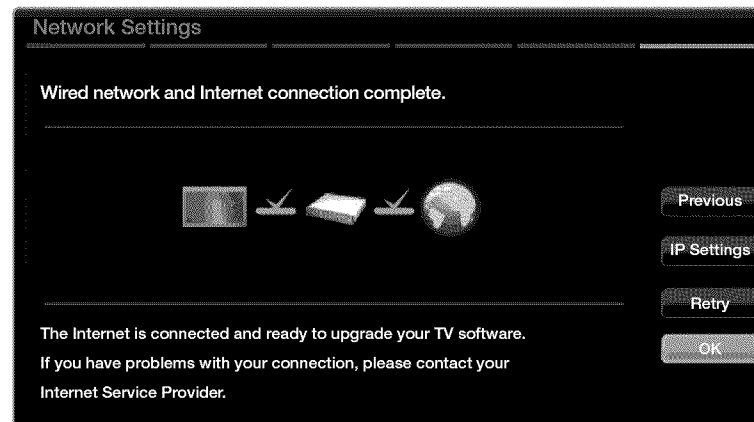 Network Settings
Wired network and Internet connection complete.
Previous
IP Settings
Retry
OK
The Internet is connected and ready to upgrade your TV software.
If you have problems with your connection, please contact your
Internet Service Provider.